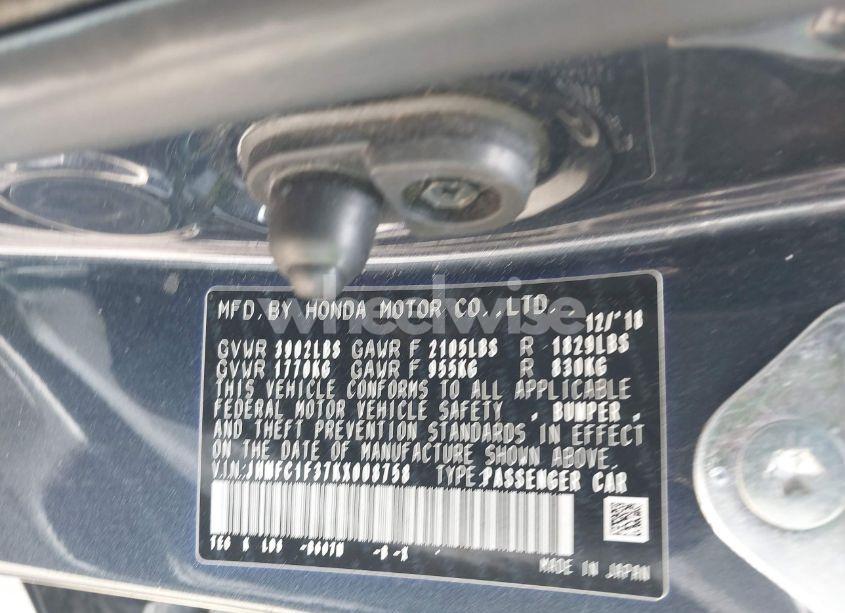 wheelwise
MFD. BY HONDA MOTOR CO.,LTD. 12/'18
GVWR 3902LBS GAWR F 2105LBS R 1829LBS
GVWR 1770KG GAWR F 955KG R 830KG
THIS VEHICLE CONFORMS TO ALL APPLICABLE
FEDERAL MOTOR VEHICLE SAFETY , BUMPER ,
AND THEFT PREVENTION STANDARDS IN EFFECT
ON THE DATE OF MANUFACTURE SHOWN ABOVE.
V.I.N: TYPE:PASSENGER CAR
MADE IN JAPAN